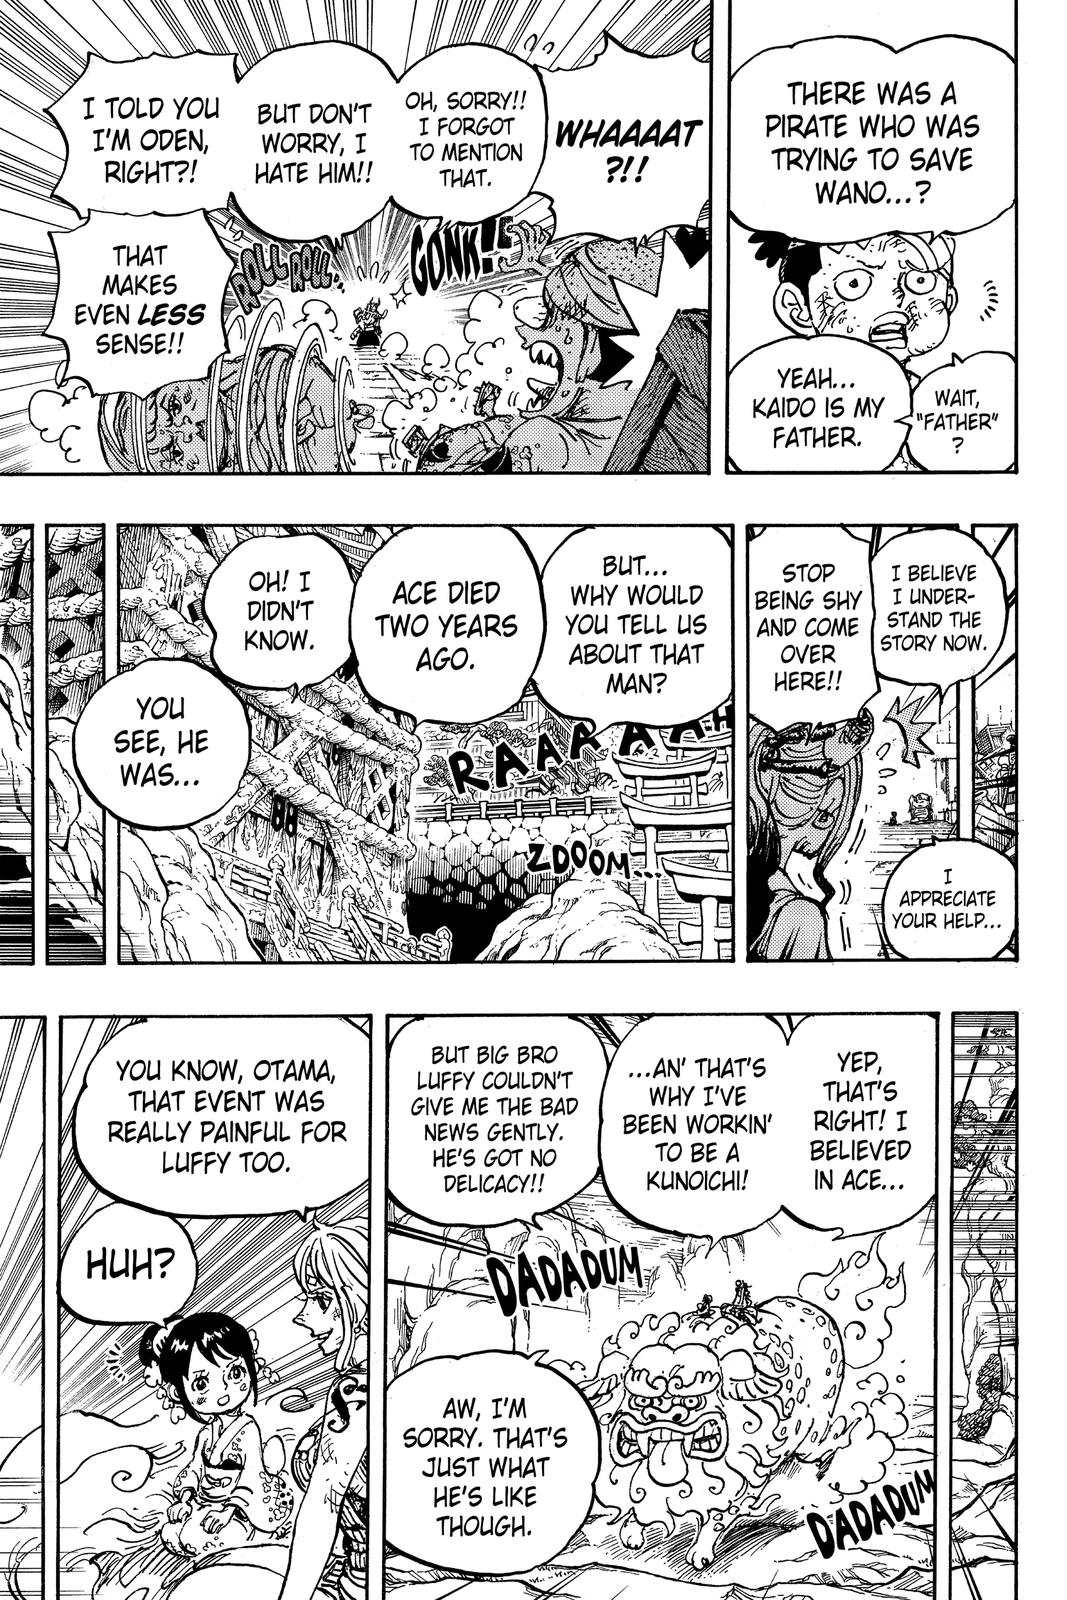 THERE WAS A
PIRATE WHO WAS
TRYING TO SAVE
WANO...?
WAIT,
"FATHER"
?
YEAH...
KAIDO IS MY
FATHER.
WHAAAAT
?!!
OH, SORRY!!
I FORGOT
TO MENTION
THAT.
BUT DON'T
WORRY, I
HATE HIM!!
I TOLD YOU
I'M ODEN,
RIGHT?!
THAT
MAKES
EVEN LESS
SENSE!!
GONK!!
ROLL ROLL..
I BELIEVE
I UNDER-
STAND THE
STORY NOW.
STOP
BEING SHY
AND COME
OVER
HERE!!
I
APPRECIATE
YOUR HELP...
BUT...
WHY WOULD
YOU TELL US
ABOUT THAT
MAN?
ACE DIED
TWO YEARS
AGO.
OH! I
DIDN'T
KNOW.
YOU
SEE, HE
WAS...
RAAARAAAH
ZDOOM...
YEP,
THAT'S
RIGHT! I
BELIEVED
IN ACE...
...AN' THAT'S
WHY I'VE
BEEN WORKIN'
TO BE A
KUNOICHI!
BUT BIG BRO
LUFFY COULDN'T
GIVE ME THE BAD
NEWS GENTLY.
HE'S GOT NO
DELICACY!!
DADADUM
AW, I'M
SORRY. THAT'S
JUST WHAT
HE'S LIKE
THOUGH.
DADADUM
YOU KNOW, OTAMA,
THAT EVENT WAS
REALLY PAINFUL FOR
LUFFY TOO.
HUH?